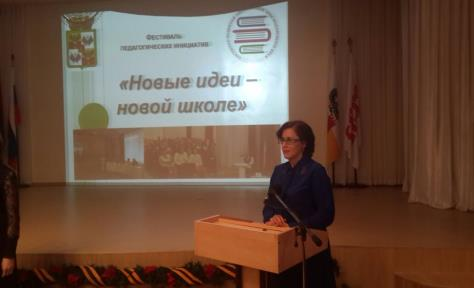 Фестиваль
педагогических инициатив
«Новые идеи –
новой школе»